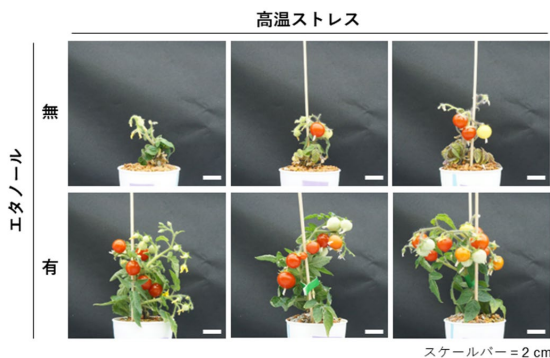 高温ストレス
エタノール
無
有
スケールバー = 2 cm